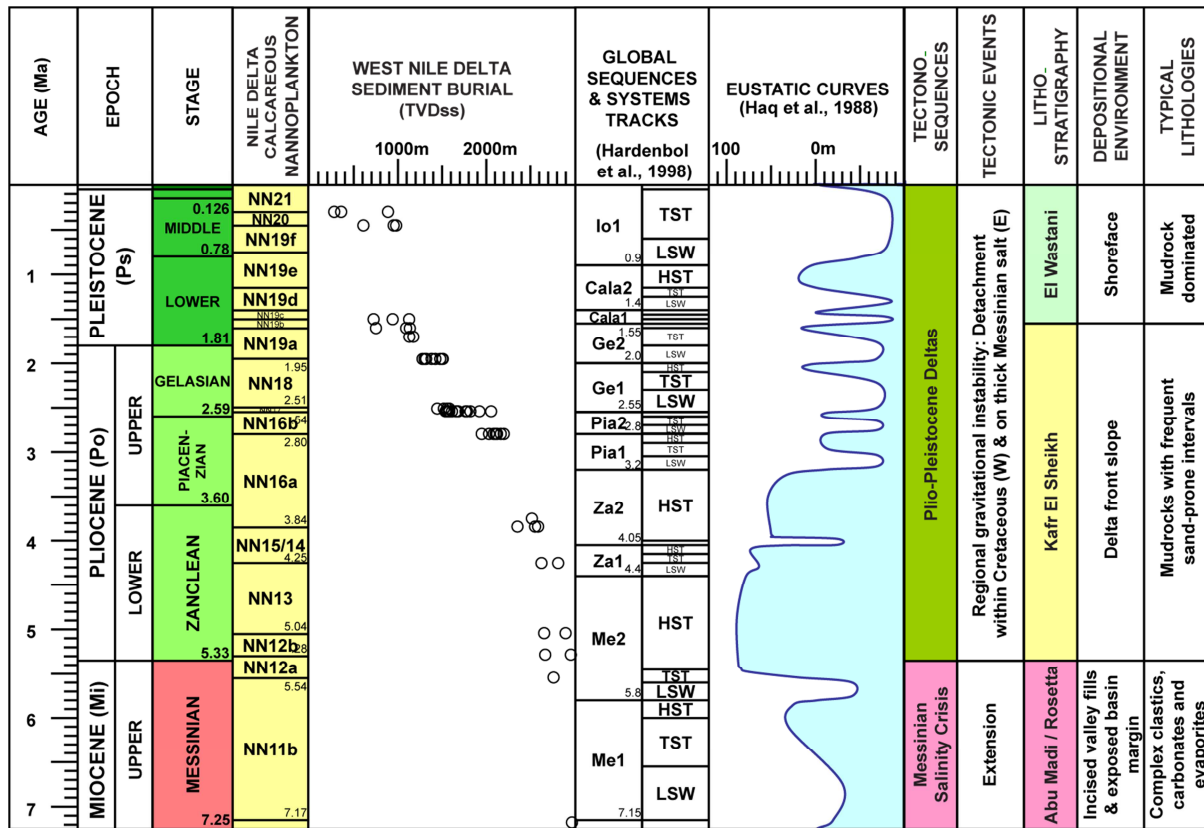 AGE (Ma)
EPOCH
STAGE
NILE DELTA
CALCAREOUS
NANNOPLANKTON
WEST NILE DELTA
SEDIMENT BURIAL
(TVDss)
1000m 2000m
GLOBAL
SEQUENCES
& SYSTEMS
TRACKS
(Hardenbol
et al., 1998)
EUSTATIC CURVES
(Haq et al., 1988)
100 0m
TECTONO-
SEQUENCES
TECTONIC EVENTS
LITHO-
STRATIGRAPHY
DEPOSITIONAL
ENVIRONMENT
TYPICAL
LITHOLOGIES
1
2
3
4
5
6
7
PLEISTOCENE
(Ps)
PLIOCENE (Po)
UPPER
LOWER
MIOCENE (Mi)
UPPER
0.126
MIDDLE
0.78
LOWER
1.81
GELASIAN
2.59
PIACEN-
ZIAN
3.60
ZANCLEAN
5.33
MESSINIAN
7.25
NN21
NN20
NN19f
NN19e
NN19d
NN19c
NN19b
NN19a
1.95
NN18
2.51
NN16b
2.80
NN16a
3.84
NN15/14
4.25
NN13
5.04
NN12b
NN12a
5.54
NN11b
7.17
Io1
0.9
Cala2
1.4
Cala1
1.55
Ge2
2.0
Ge1
2.55
Pia2
2.8
Pia1
3.2
Za2
4.05
Za1
4.4
Me2
5.8
Me1
7.15
TST
LSW
HST
TST
LSW
TST
LSW
HST
TST
LSW
TST
LSW
HST
TST
LSW
HST
HST
TST
LSW
HST
TST
LSW
HST
TST
LSW
Plio-Pleistocene Deltas
Messinian
Salinity Crisis
Regional gravitational instability: Detachment
within Cretaceous (W) & on thick Messinian salt (E)
Extension
El Wastani
Kafr El Sheikh
Abu Madi / Rosetta
Shoreface
Delta front slope
Incised valley fills
& exposed basin
margin
Mudrock
dominated
Mudrocks with frequent
sand-prone intervals
Complex clastics,
carbonates and
evaporites